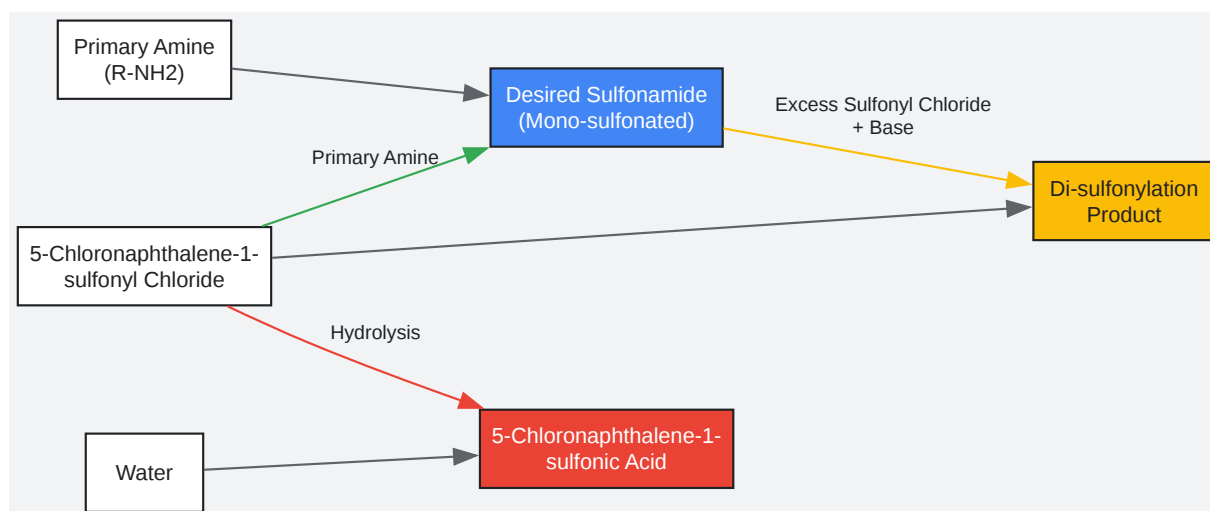 Primary Amine
(R-NH2)
Desired Sulfonamide
(Mono-sulfonated)
Excess Sulfonyl Chloride
+ Base
Primary Amine
Di-sulfonylation
Product
5-Chloronaphthalene-1-
sulfonyl Chloride
Hydrolysis
5-Chloronaphthalene-1-
sulfonic Acid
Water